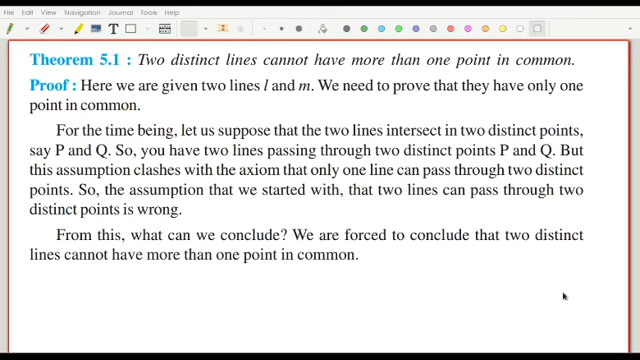 File View Navigation Journal Tools Help
Theorem 5.1 : Two distinct lines cannot have more than one point in common.
Proof : Here we are given two lines l and m. We need to prove that they have only one
point in common.
For the time being, let us suppose that the two lines intersect in two distinct points,
say P and Q. So, you have two lines passing through two distinct points P and Q. But
this assumption clashes with the axiom that only one line can pass through two distinct
points. So, the assumption that we started with, that two lines can pass through two
distinct points is wrong.
From this, what can we conclude? We are forced to conclude that two distinct
lines cannot have more than one point in common.